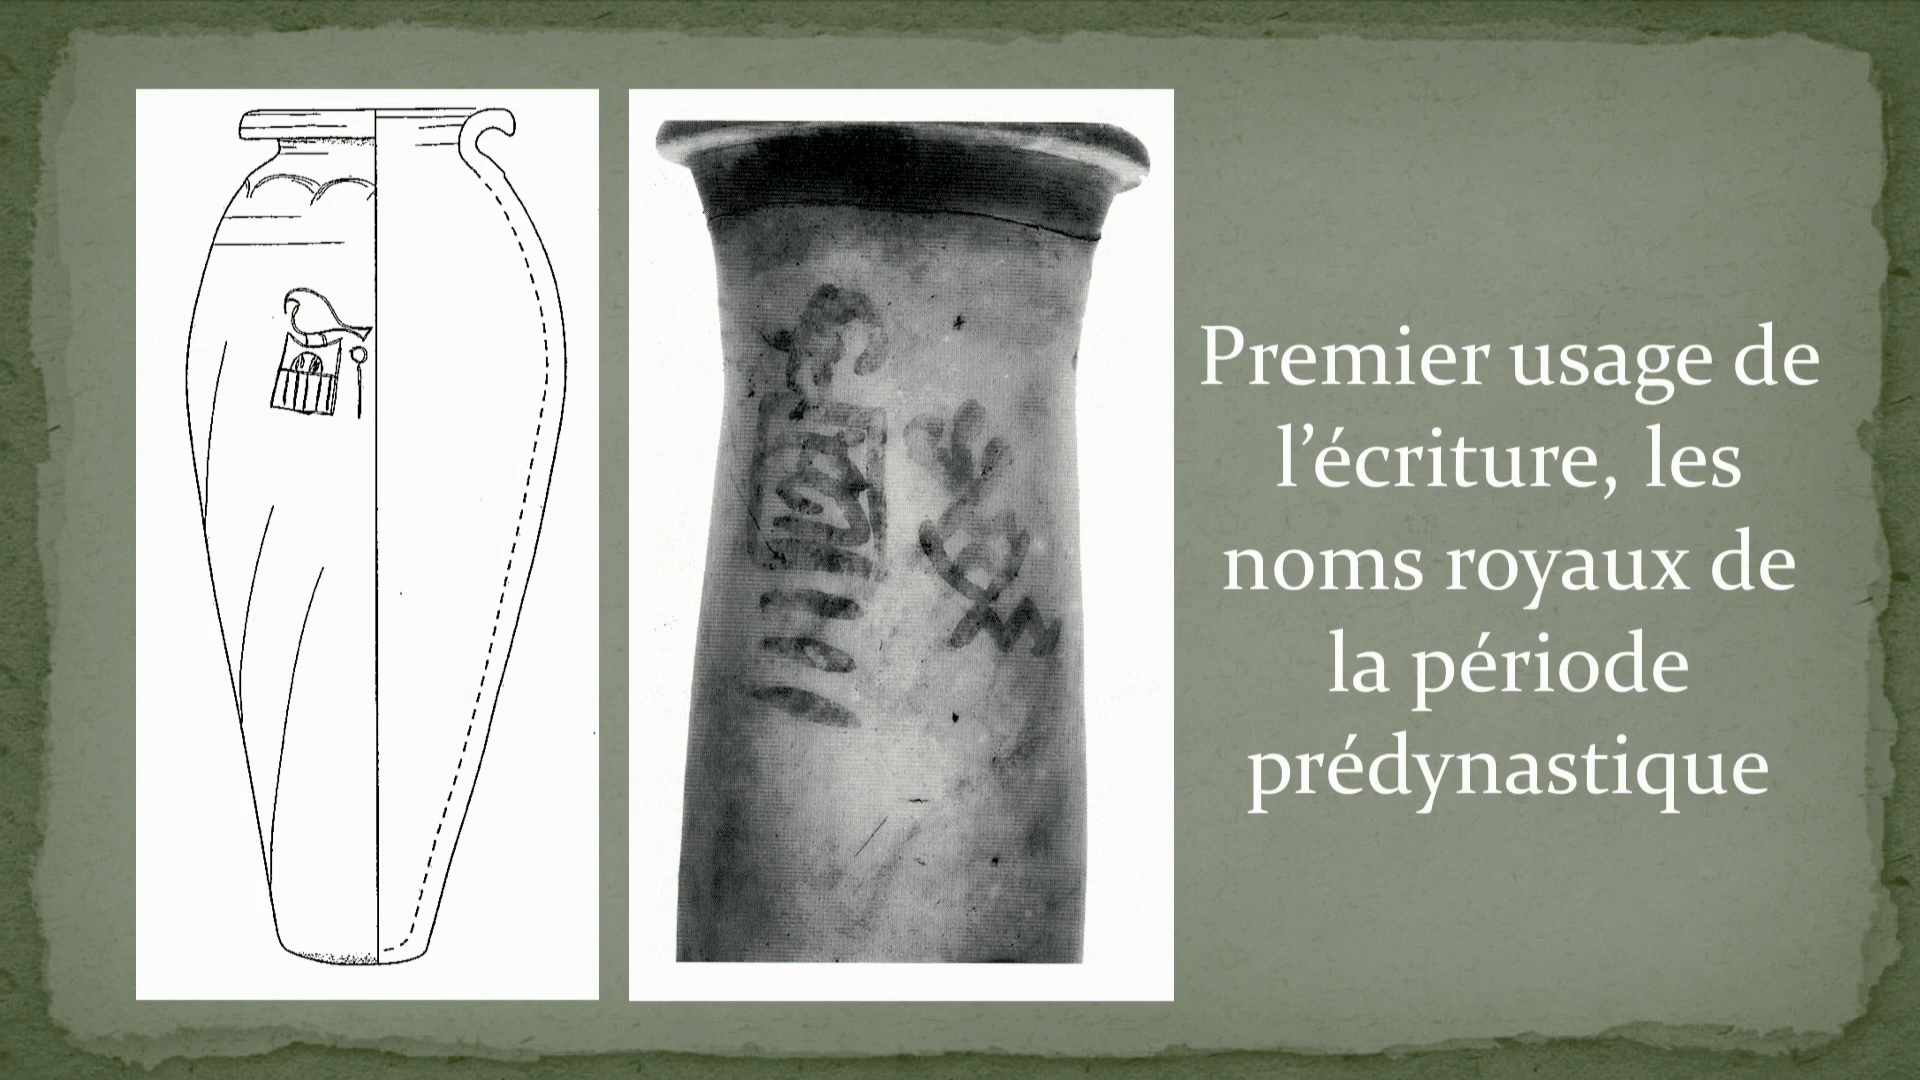 Premier usage de
l’écriture, les
noms royaux de
la période
prédynastique